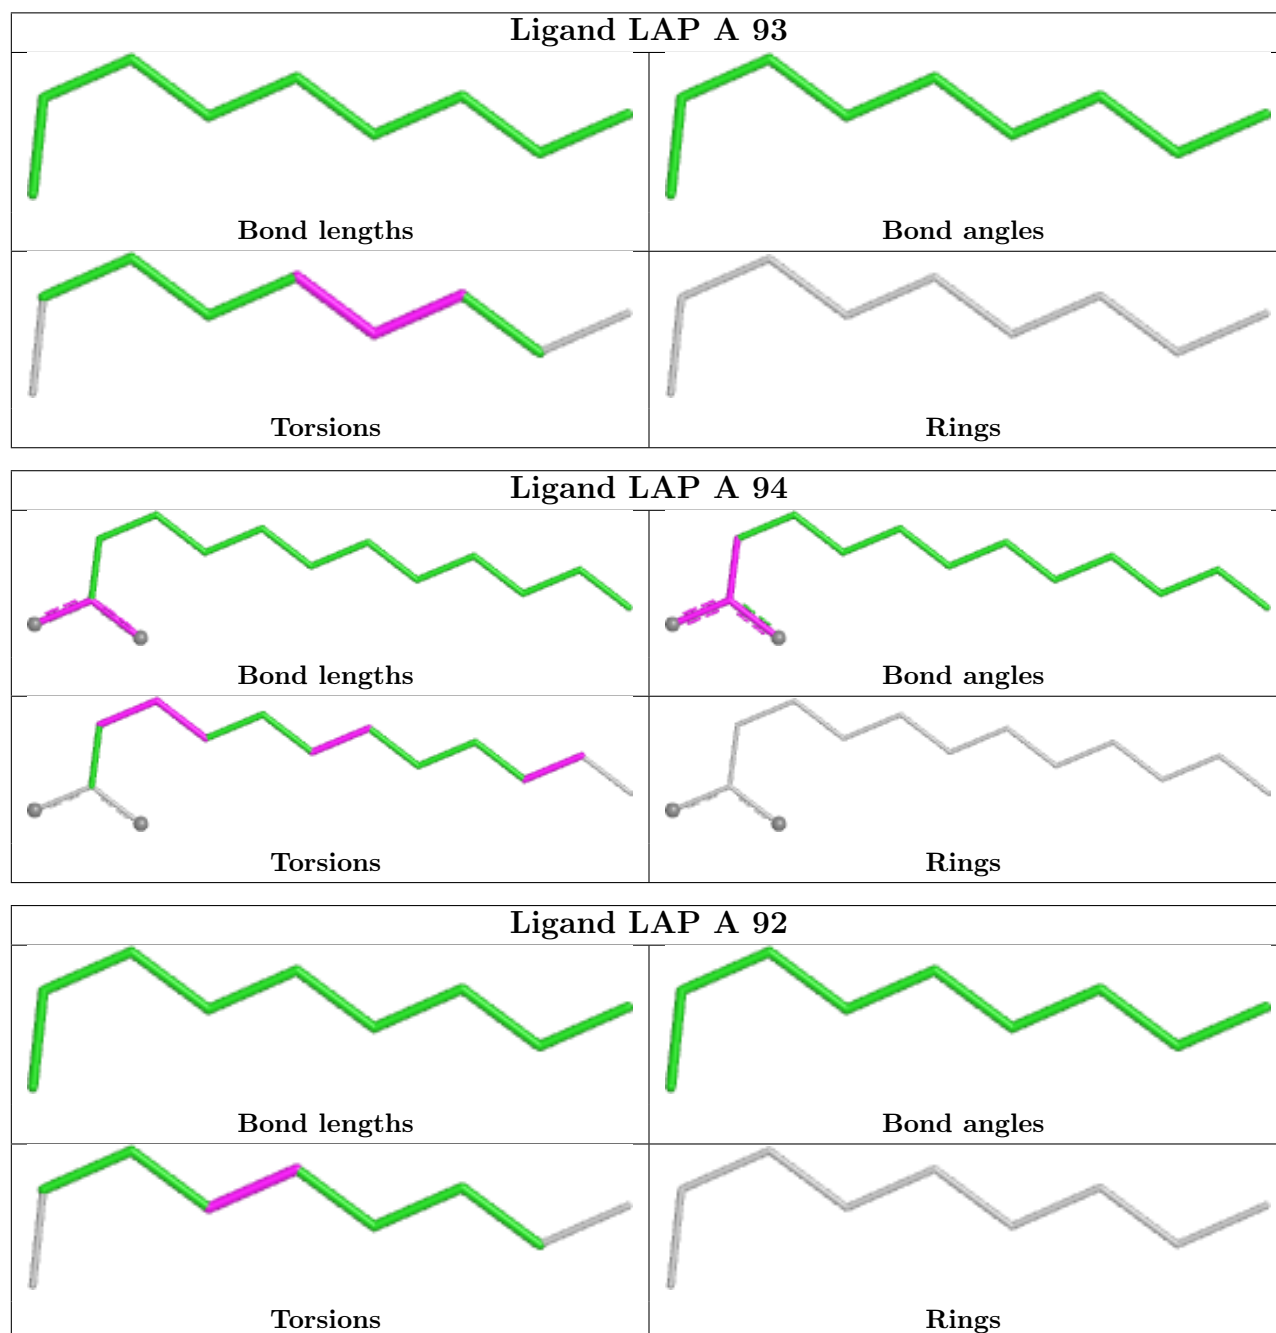 Ligand LAP A 93
Bond lengths
Bond angles
Torsions
Rings
Ligand LAP A 94
Bond lengths
Bond angles
Torsions
Rings
Ligand LAP A 92
Bond lengths
Bond angles
Torsions
Rings